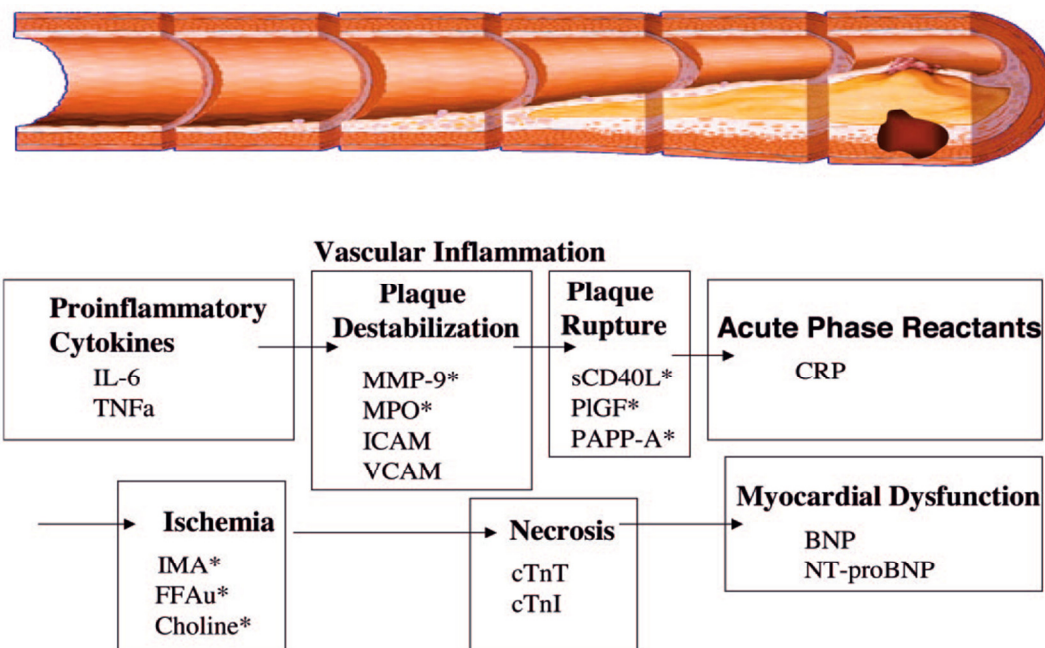 Vascular Inflammation
Proinflammatory
Cytokines
IL-6
TNFa
Plaque
Destabilization
MMP-9*
MPO*
ICAM
VCAM
Plaque
Rupture
sCD40L*
PlGF*
PAPP-A*
Acute Phase Reactants
CRP
Ischemia
IMA*
FFAu*
Choline*
Necrosis
cTnT
cTnI
Myocardial Dysfunction
BNP
NT-proBNP